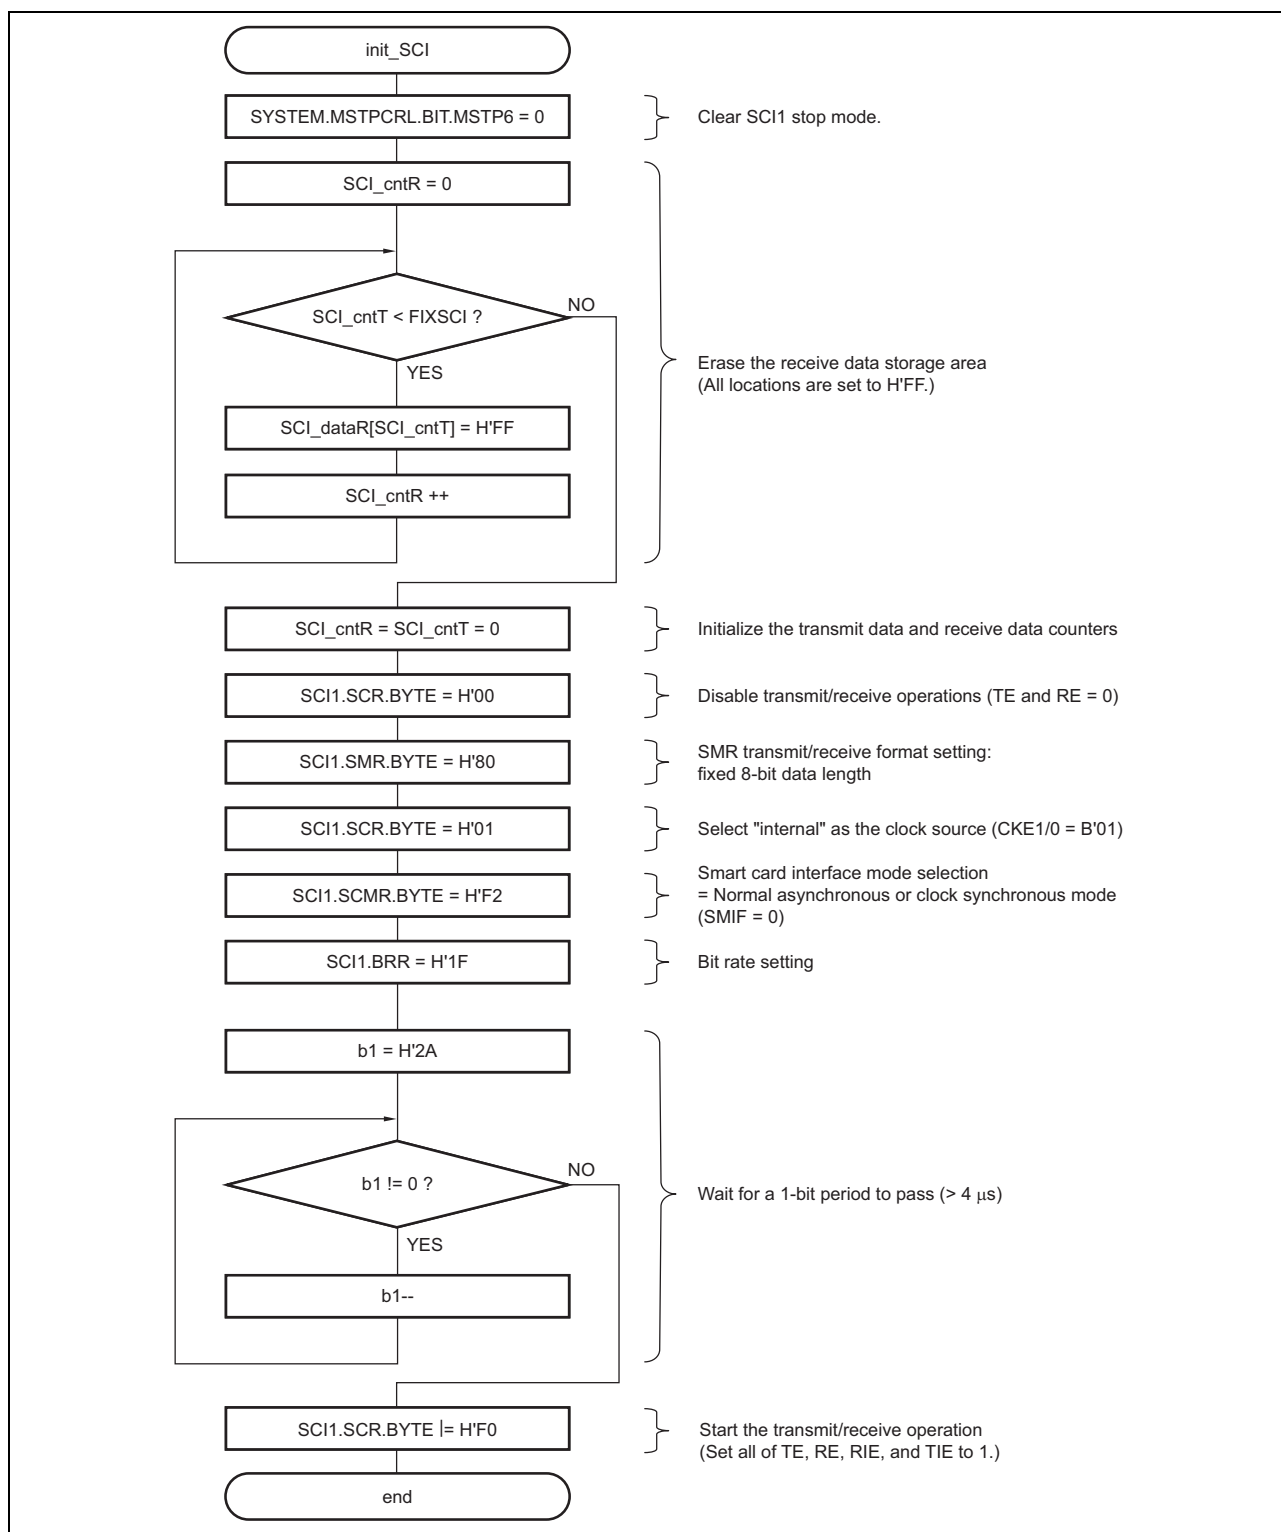 init_SCI
SYSTEM.MSTPCRL.BIT.MSTP6 = 0
Clear SCI1 stop mode.
SCI_cntR = 0
SCI_cntT < FIXSCI ?
NO
YES
Erase the receive data storage area
(All locations are set to H'FF.)
SCI_dataR[SCI_cntT] = H'FF
SCI_cntR ++
SCI_cntR = SCI_cntT = 0
Initialize the transmit data and receive data counters
SCI1.SCR.BYTE = H'00
Disable transmit/receive operations (TE and RE = 0)
SCI1.SMR.BYTE = H'80
SMR transmit/receive format setting:
fixed 8-bit data length
SCI1.SCR.BYTE = H'01
Select "internal" as the clock source (CKE1/0 = B'01)
SCI1.SCMR.BYTE = H'F2
Smart card interface mode selection
= Normal asynchronous or clock synchronous mode
(SMIF = 0)
SCI1.BRR = H'1F
Bit rate setting
b1 = H'2A
b1 != 0 ?
NO
YES
Wait for a 1-bit period to pass (> 4 μs)
b1--
SCI1.SCR.BYTE |= H'F0
Start the transmit/receive operation
(Set all of TE, RE, RIE, and TIE to 1.)
end